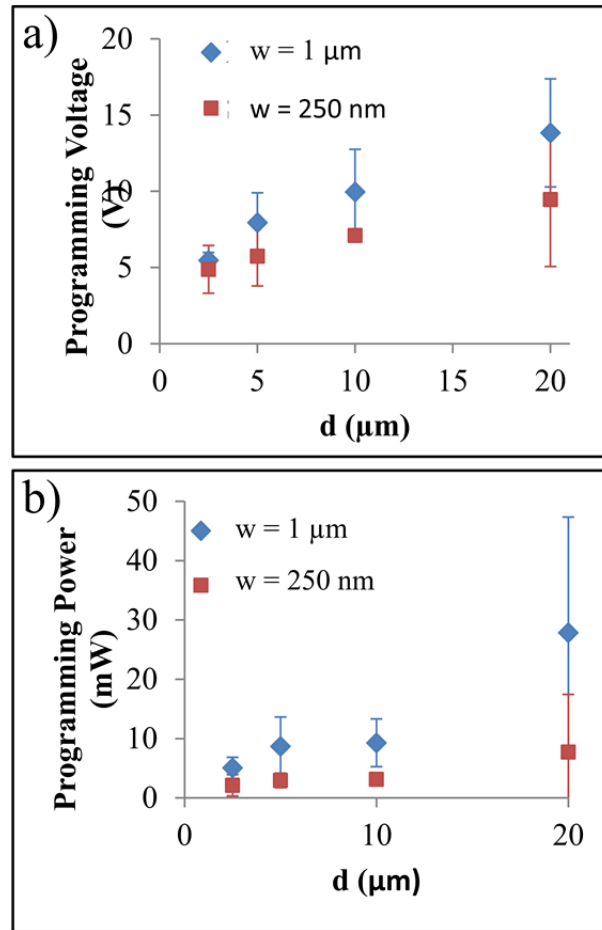 a)
Programming Voltage
(V)
20
15
10
5
0
w = 1 µm
w = 250 nm
0 5 10 15 20
d (µm)
b)
Programming Power
(mW)
50
40
30
20
10
0
w = 1 µm
w = 250 nm
0 10 20
d (µm)